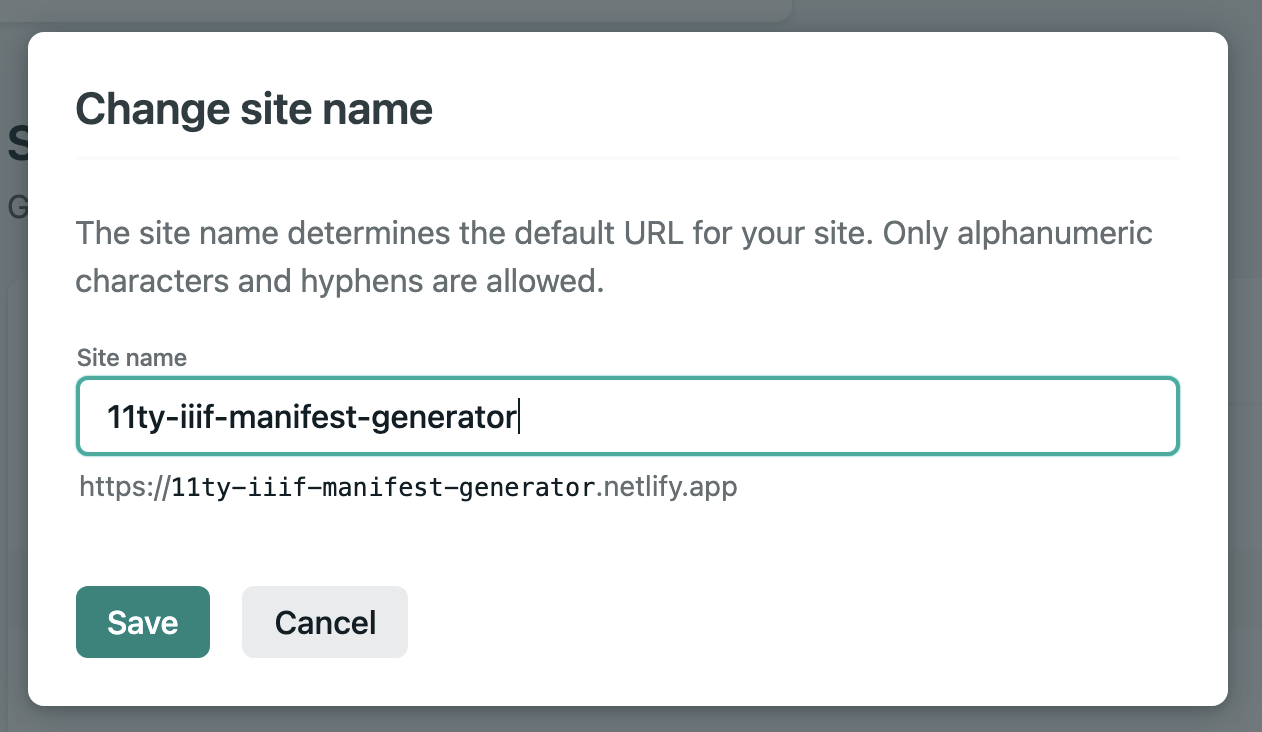 Change site name
The site name determines the default URL for your site. Only alphanumeric
characters and hyphens are allowed.
Site name
11ty-iiif-manifest-generator
https://11ty-iiif-manifest-generator.netlify.app
Save
Cancel